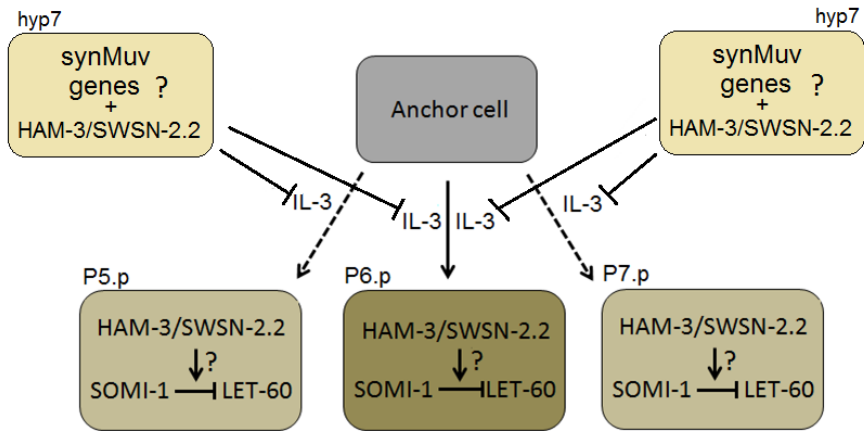 hyp7
synMuv
genes ?
+
HAM-3/SWSN-2.2
Anchor cell
hyp7
synMuv
genes ?
+
HAM-3/SWSN-2.2
IL-3
IL-3
IL-3
IL-3
P5.p
HAM-3/SWSN-2.2
?
SOMI-1
LET-60
P6.p
HAM-3/SWSN-2.2
?
SOMI-1
LET-60
P7.p
HAM-3/SWSN-2.2
?
SOMI-1
LET-60